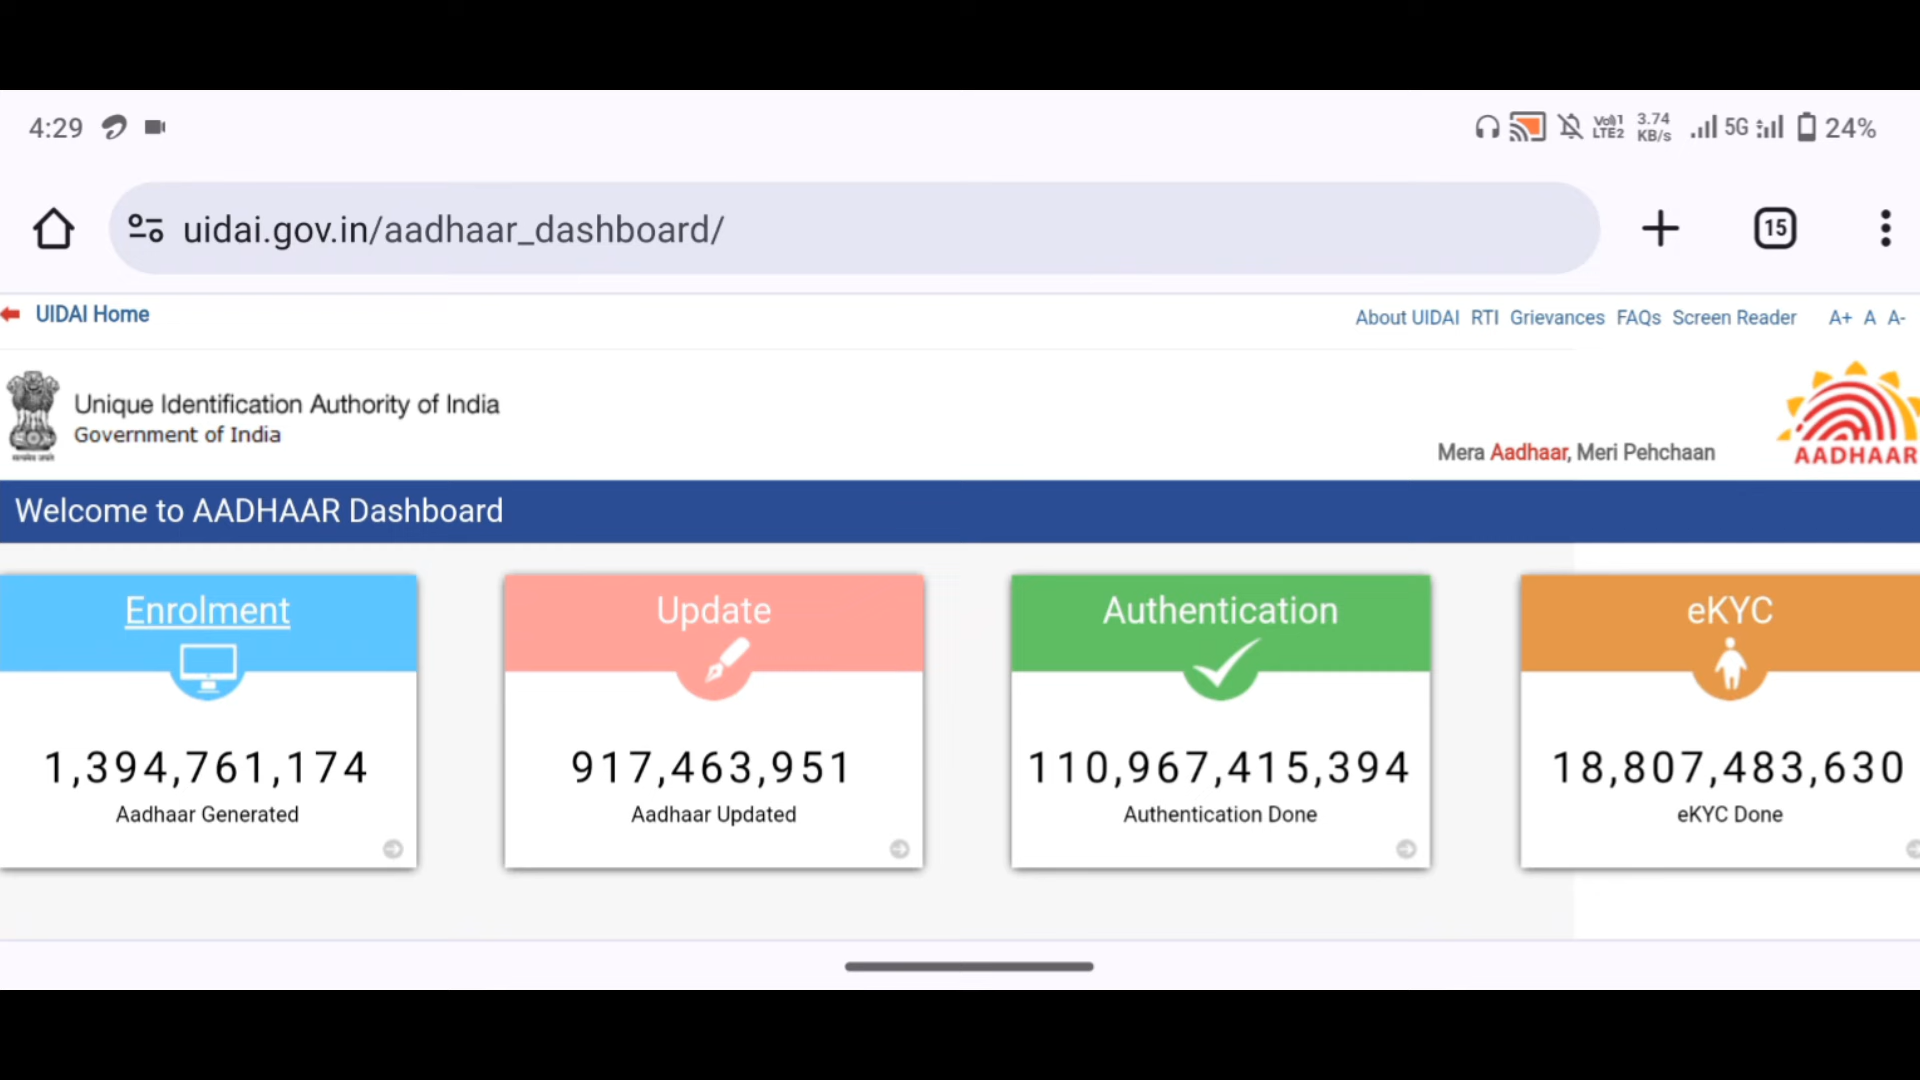 4:29
Vo)) 1
LTE2
3.74
KB/s
5G
24%
uidai.gov.in/aadhaar_dashboard/
15
UIDAI Home
About UIDAI RTI Grievances FAQs Screen Reader A+ A A-
Unique Identification Authority of India
Government of India
Mera Aadhaar, Meri Pehchaan
AADHAAR
Welcome to AADHAAR Dashboard
Enrolment
1,394,761,174
Aadhaar Generated
Update
917,463,951
Aadhaar Updated
Authentication
110,967,415,394
Authentication Done
eKYC
18,807,483,630
eKYC Done